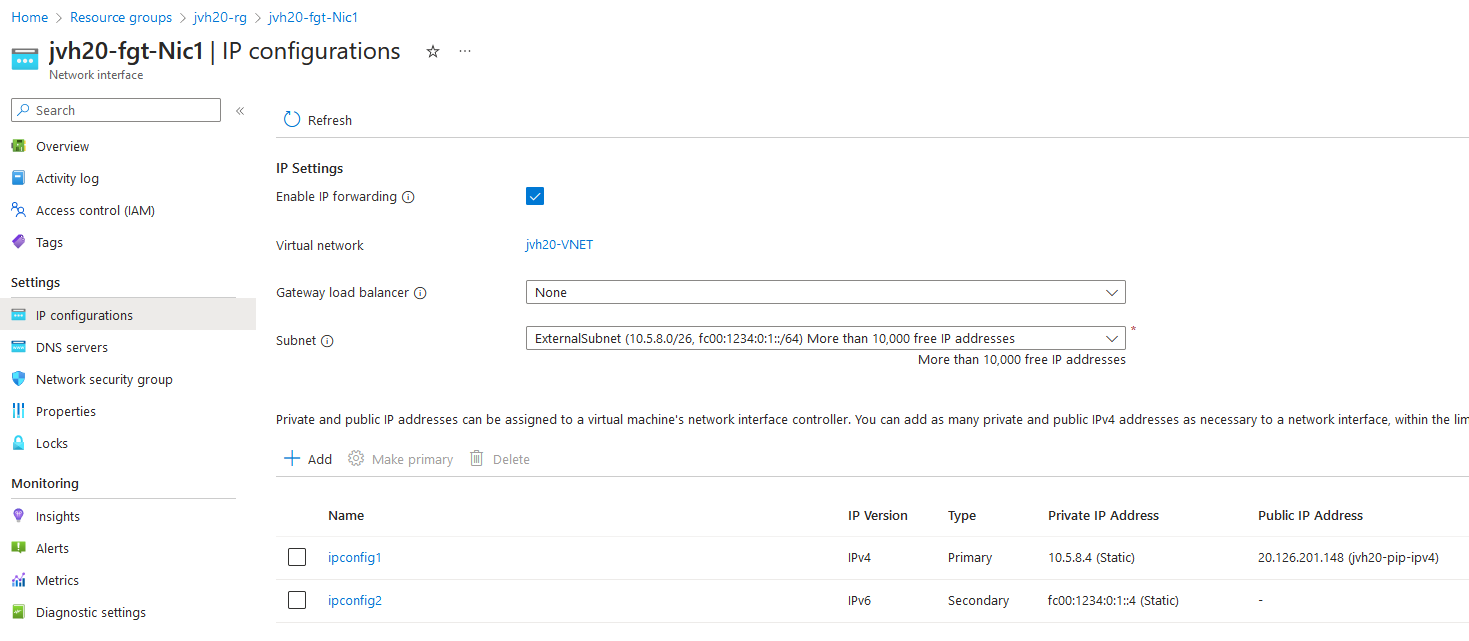 Home > Resource groups > jvh20-rg > jvh20-fgt-Nic1
jvh20-fgt-Nic1 | IP configurations
Network interface
Search
Overview
Activity log
Access control (IAM)
Tags
Settings
IP configurations
DNS servers
Network security group
Properties
Locks
Monitoring
Insights
Alerts
Metrics
Diagnostic settings
Refresh
IP Settings
Enable IP forwarding
Virtual network jvh20-VNET
Gateway load balancer None
Subnet ExternalSubnet (10.5.8.0/26, fc00:1234:0:1::/64) More than 10,000 free IP addresses *
More than 10,000 free IP addresses
Private and public IP addresses can be assigned to a virtual machine's network interface controller. You can add as many private and public IPv4 addresses as necessary to a network interface, within the lim
Add Make primary Delete
Name IP Version Type Private IP Address Public IP Address
ipconfig1 IPv4 Primary 10.5.8.4 (Static) 20.126.201.148 (jvh20-pip-ipv4)
ipconfig2 IPv6 Secondary fc00:1234:0:1::4 (Static) -